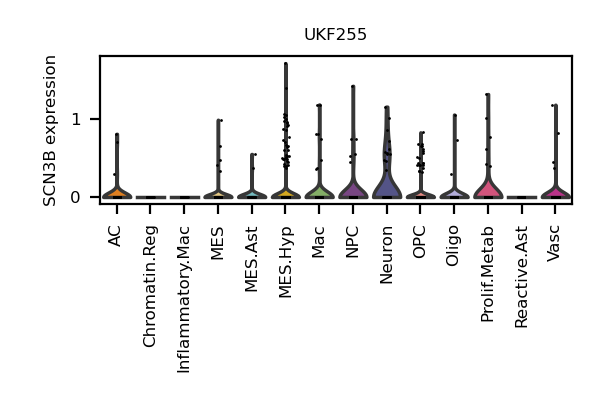 UKF255
SCN3B expression
1
0
AC
Chromatin.Reg
Inflammatory.Mac
MES
MES.Ast
MES.Hyp
Mac
NPC
Neuron
OPC
Oligo
Prolif.Metab
Reactive.Ast
Vasc